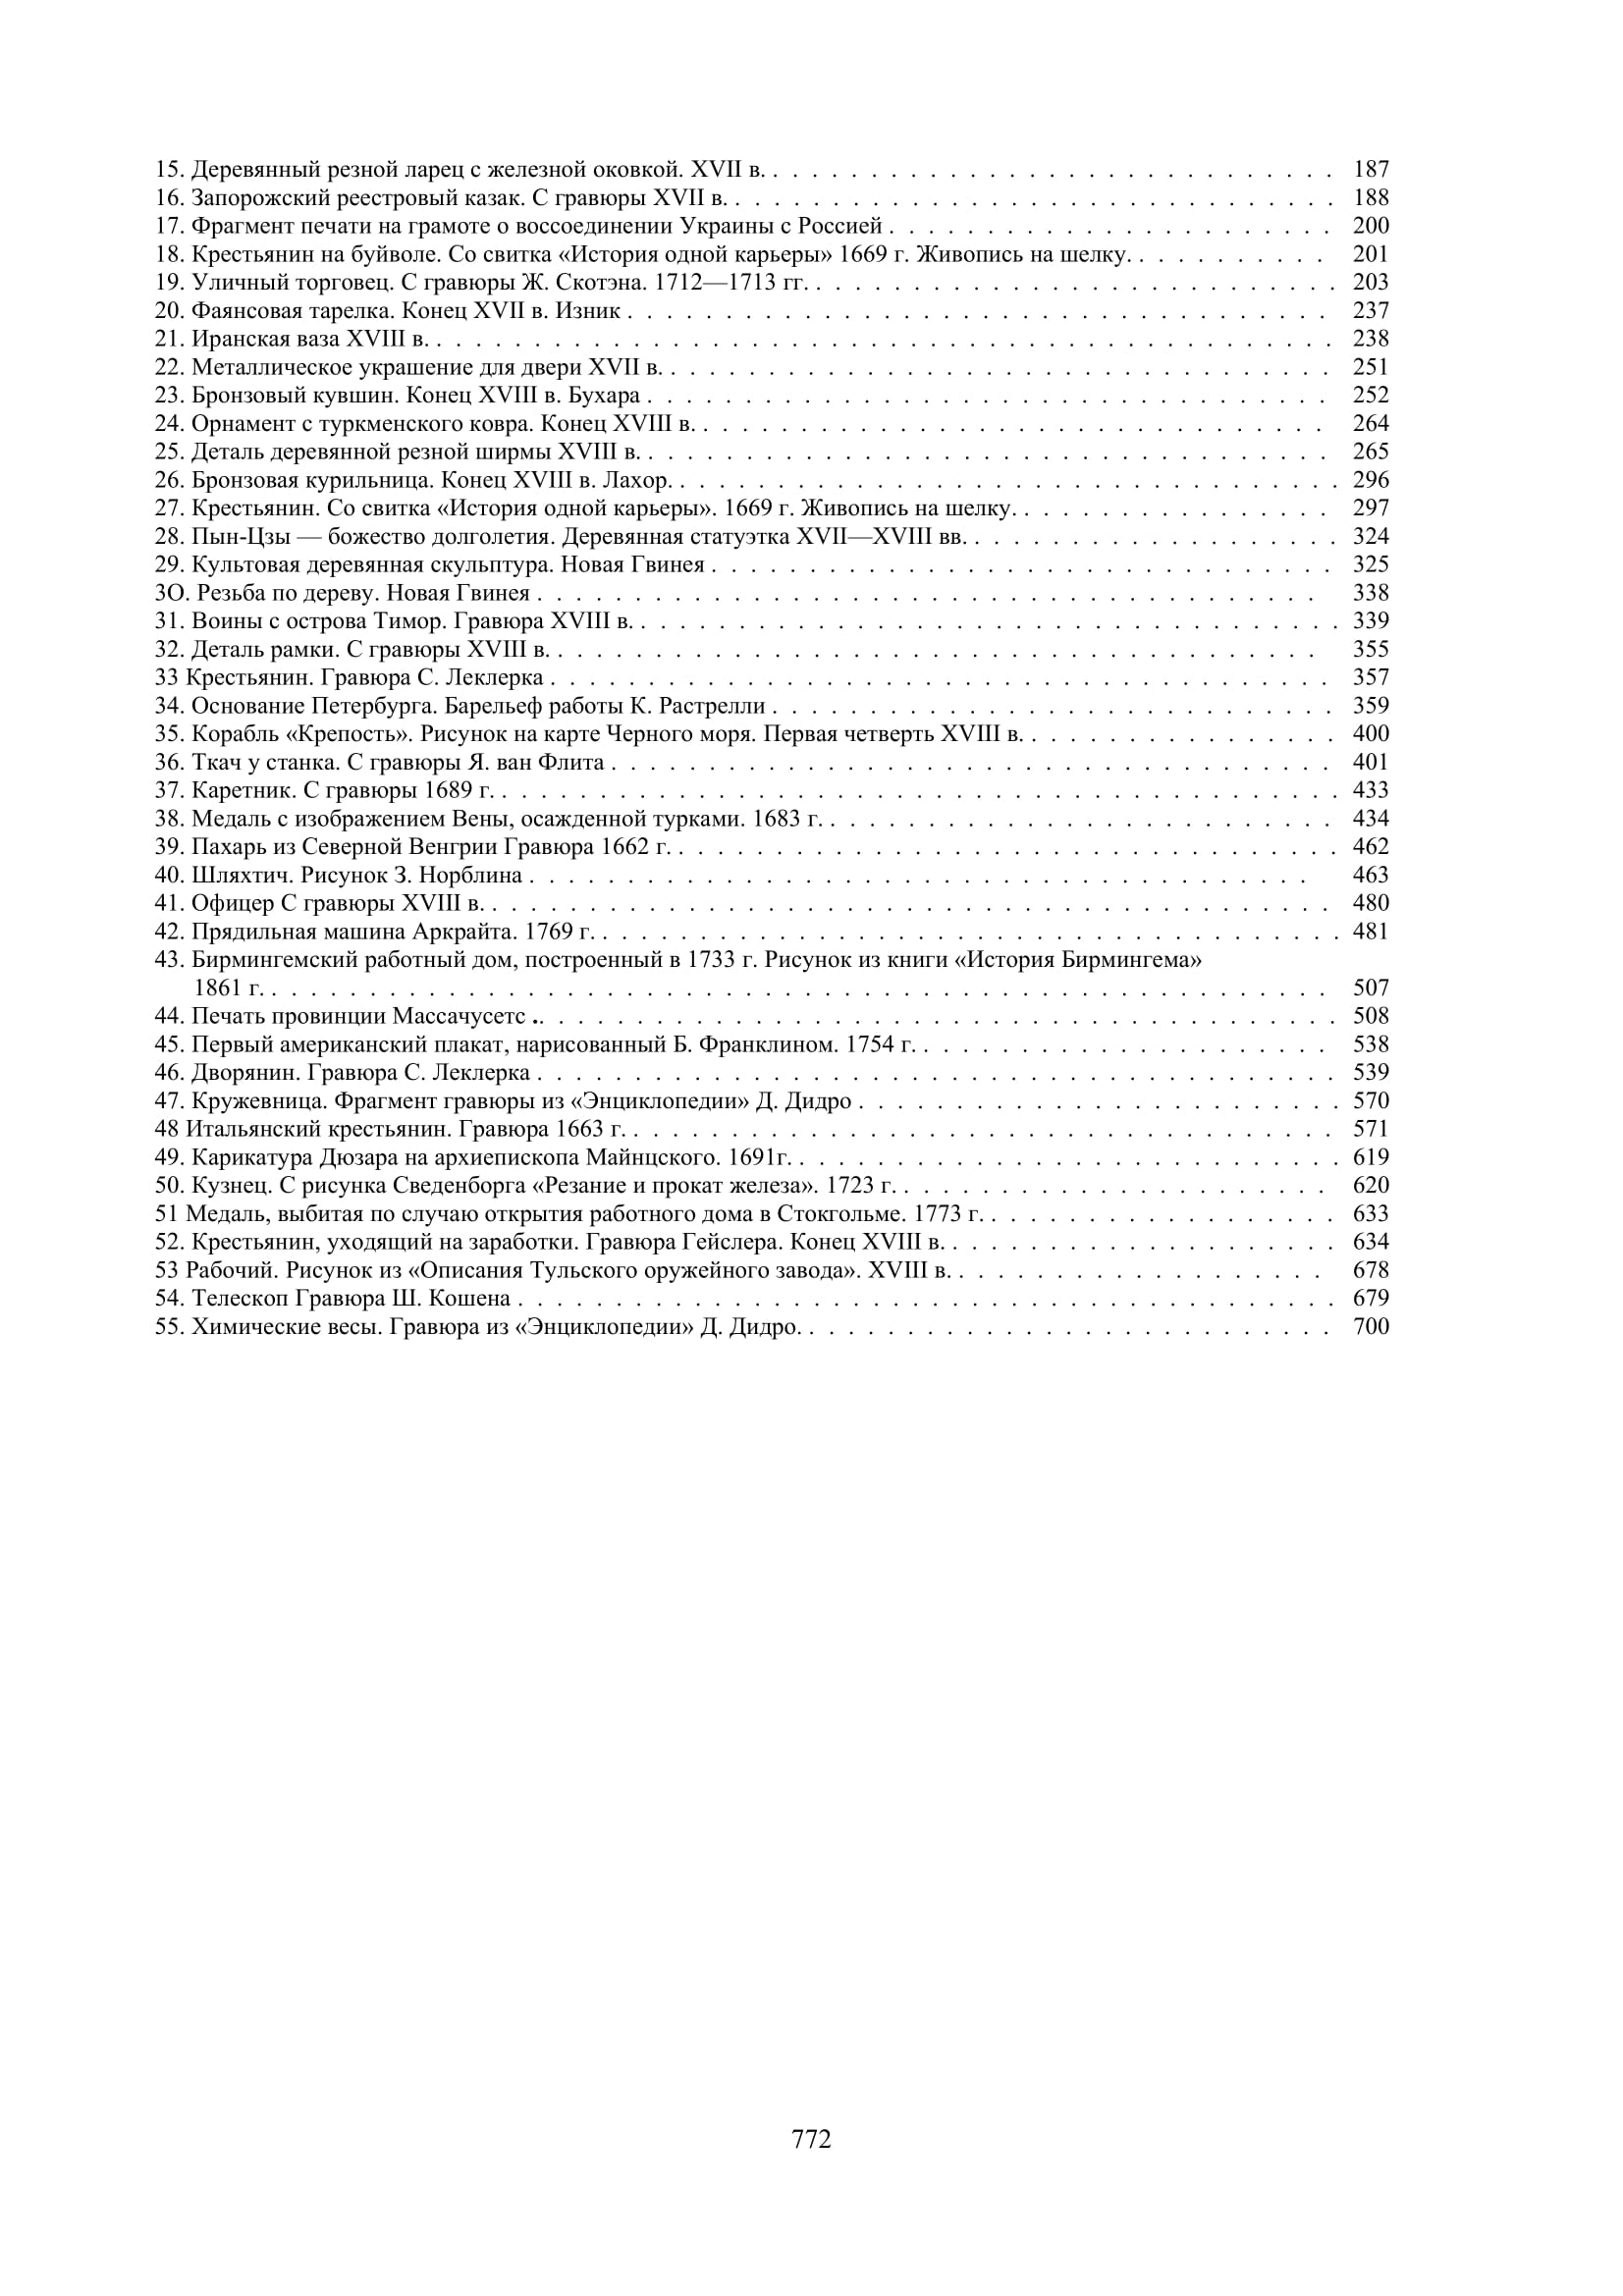 15. Деревянный резной ларец с железной оковкой. XVII в. . . . . . . . . . . . . . . . . . . . . . . . . . . . . . 187
16. Запорожский реестровый казак. С гравюры XVII в. . . . . . . . . . . . . . . . . . . . . . . . . . . . . . . . 188
17. Фрагмент печати на грамоте о воссоединении Украины с Россией . . . . . . . . . . . . . . . . . . . . . . . 200
18. Крестьянин на буйволе. Со свитка «История одной карьеры» 1669 г. Живопись на шелку. . . . . . . . . . . 201
19. Уличный торговец. С гравюры Ж. Скотэна. 1712—1713 гг. . . . . . . . . . . . . . . . . . . . . . . . . . . . 203
20. Фаянсовая тарелка. Конец XVII в. Изник . . . . . . . . . . . . . . . . . . . . . . . . . . . . . . . . . . . . 237
21. Иранская ваза XVIII в. . . . . . . . . . . . . . . . . . . . . . . . . . . . . . . . . . . . . . . . . . . . . . . 238
22. Металлическое украшение для двери XVII в. . . . . . . . . . . . . . . . . . . . . . . . . . . . . . . . . . . 251
23. Бронзовый кувшин. Конец XVIII в. Бухара . . . . . . . . . . . . . . . . . . . . . . . . . . . . . . . . . . . 252
24. Орнамент с туркменского ковра. Конец XVIII в. . . . . . . . . . . . . . . . . . . . . . . . . . . . . . . . . 264
25. Деталь деревянной резной ширмы XVIII в. . . . . . . . . . . . . . . . . . . . . . . . . . . . . . . . . . . . 265
26. Бронзовая курильница. Конец XVIII в. Лахор. . . . . . . . . . . . . . . . . . . . . . . . . . . . . . . . . . . 296
27. Крестьянин. Со свитка «История одной карьеры». 1669 г. Живопись на шелку. . . . . . . . . . . . . . . . . 297
28. Пын-Цзы — божество долголетия. Деревянная статуэтка XVII—XVIII вв. . . . . . . . . . . . . . . . . . . . 324
29. Культовая деревянная скульптура. Новая Гвинея . . . . . . . . . . . . . . . . . . . . . . . . . . . . . . . . 325
3О. Резьба по дереву. Новая Гвинея . . . . . . . . . . . . . . . . . . . . . . . . . . . . . . . . . . . . . . . . 338
31. Воины с острова Тимор. Гравюра XVIII в. . . . . . . . . . . . . . . . . . . . . . . . . . . . . . . . . . . . . 339
32. Деталь рамки. С гравюры XVIII в. . . . . . . . . . . . . . . . . . . . . . . . . . . . . . . . . . . . . . . . 355
33 Крестьянин. Гравюра С. Леклерка . . . . . . . . . . . . . . . . . . . . . . . . . . . . . . . . . . . . . . . . 357
34. Основание Петербурга. Барельеф работы К. Растрелли . . . . . . . . . . . . . . . . . . . . . . . . . . . . . 359
35. Корабль «Крепость». Рисунок на карте Черного моря. Первая четверть XVIII в. . . . . . . . . . . . . . . . . 400
36. Ткач у станка. С гравюры Я. ван Флита . . . . . . . . . . . . . . . . . . . . . . . . . . . . . . . . . . . . . 401
37. Каретник. С гравюры 1689 г. . . . . . . . . . . . . . . . . . . . . . . . . . . . . . . . . . . . . . . . . . . . 433
38. Медаль с изображением Вены, осажденной турками. 1683 г. . . . . . . . . . . . . . . . . . . . . . . . . . . 434
39. Пахарь из Северной Венгрии Гравюра 1662 г. . . . . . . . . . . . . . . . . . . . . . . . . . . . . . . . . . . 462
40. Шляхтич. Рисунок З. Норблина . . . . . . . . . . . . . . . . . . . . . . . . . . . . . . . . . . . . . . . . 463
41. Офицер С гравюры XVIII в. . . . . . . . . . . . . . . . . . . . . . . . . . . . . . . . . . . . . . . . . . . . 480
42. Прядильная машина Аркрайта. 1769 г. . . . . . . . . . . . . . . . . . . . . . . . . . . . . . . . . . . . . . . 481
43. Бирмингемский работный дом, построенный в 1733 г. Рисунок из книги «История Бирмингема»
1861 г. . . . . . . . . . . . . . . . . . . . . . . . . . . . . . . . . . . . . . . . . . . . . . . . . . . . . . . 507
44. Печать провинции Массачусетс . . . . . . . . . . . . . . . . . . . . . . . . . . . . . . . . . . . . . . . . . . 508
45. Первый американский плакат, нарисованный Б. Франклином. 1754 г. . . . . . . . . . . . . . . . . . . . . . 538
46. Дворянин. Гравюра С. Леклерка . . . . . . . . . . . . . . . . . . . . . . . . . . . . . . . . . . . . . . . . . 539
47. Кружевница. Фрагмент гравюры из «Энциклопедии» Д. Дидро . . . . . . . . . . . . . . . . . . . . . . . . . 570
48 Итальянский крестьянин. Гравюра 1663 г. . . . . . . . . . . . . . . . . . . . . . . . . . . . . . . . . . . . . 571
49. Карикатура Дюзара на архиепископа Майнцского. 1691г. . . . . . . . . . . . . . . . . . . . . . . . . . . . . 619
50. Кузнец. С рисунка Сведенборга «Резание и прокат железа». 1723 г. . . . . . . . . . . . . . . . . . . . . . . 620
51 Медаль, выбитая по случаю открытия работного дома в Стокгольме. 1773 г. . . . . . . . . . . . . . . . . . . 633
52. Крестьянин, уходящий на заработки. Гравюра Гейслера. Конец XVIII в. . . . . . . . . . . . . . . . . . . . . 634
53 Рабочий. Рисунок из «Описания Тульского оружейного завода». XVIII в. . . . . . . . . . . . . . . . . . . . 678
54. Телескоп Гравюра Ш. Кошена . . . . . . . . . . . . . . . . . . . . . . . . . . . . . . . . . . . . . . . . . . 679
55. Химические весы. Гравюра из «Энциклопедии» Д. Дидро. . . . . . . . . . . . . . . . . . . . . . . . . . . . 700
772